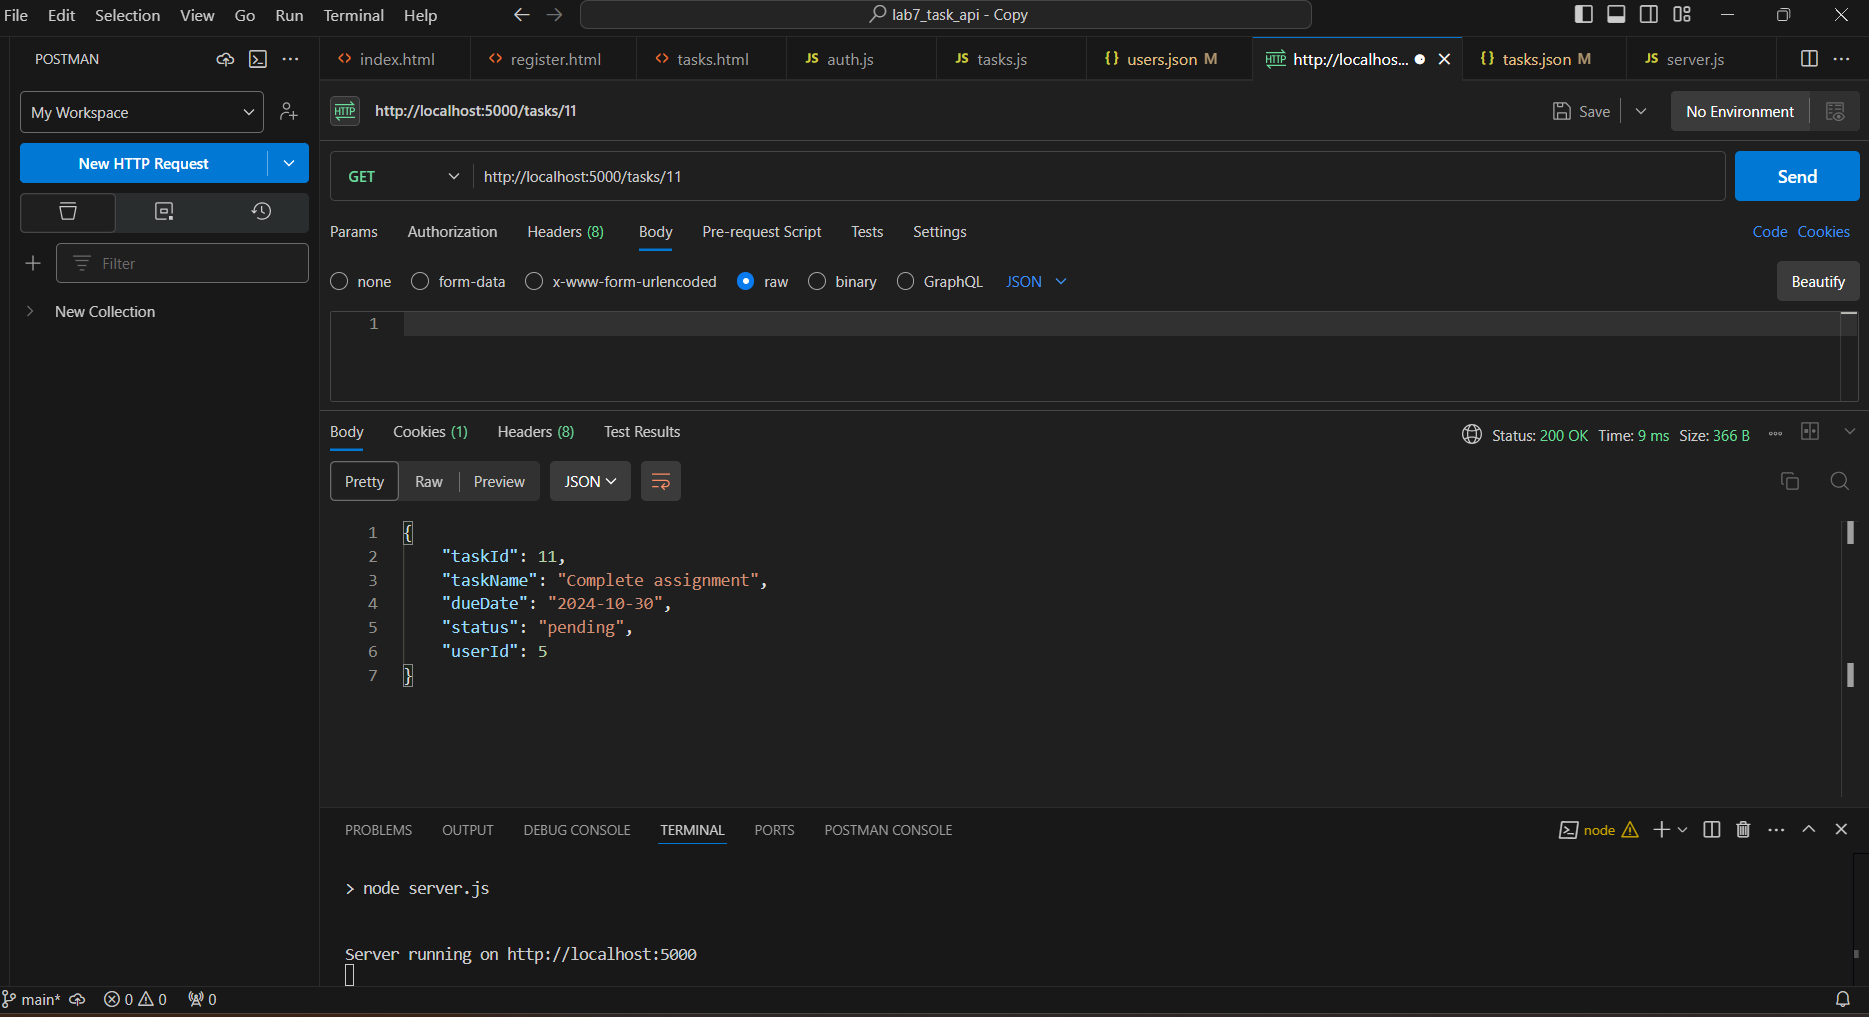 File Edit Selection View Go Run Terminal Help
lab7_task_api - Copy
POSTMAN
index.html register.html tasks.html JS auth.js JS tasks.js {} users.json M HTTP http://localhos... {} tasks.json M JS server.js
My Workspace
HTTP http://localhost:5000/tasks/11
Save No Environment
New HTTP Request
GET http://localhost:5000/tasks/11 Send
Params Authorization Headers (8) Body Pre-request Script Tests Settings Code Cookies
Filter
none form-data x-www-form-urlencoded raw binary GraphQL JSON Beautify
New Collection
1
Body Cookies (1) Headers (8) Test Results Status: 200 OK Time: 9 ms Size: 366 B
Pretty Raw Preview JSON
1 {
2 "taskId": 11,
3 "taskName": "Complete assignment",
4 "dueDate": "2024-10-30",
5 "status": "pending",
6 "userId": 5
7 }
PROBLEMS OUTPUT DEBUG CONSOLE TERMINAL PORTS POSTMAN CONSOLE node
> node server.js
Server running on http://localhost:5000
main* 0 0 0